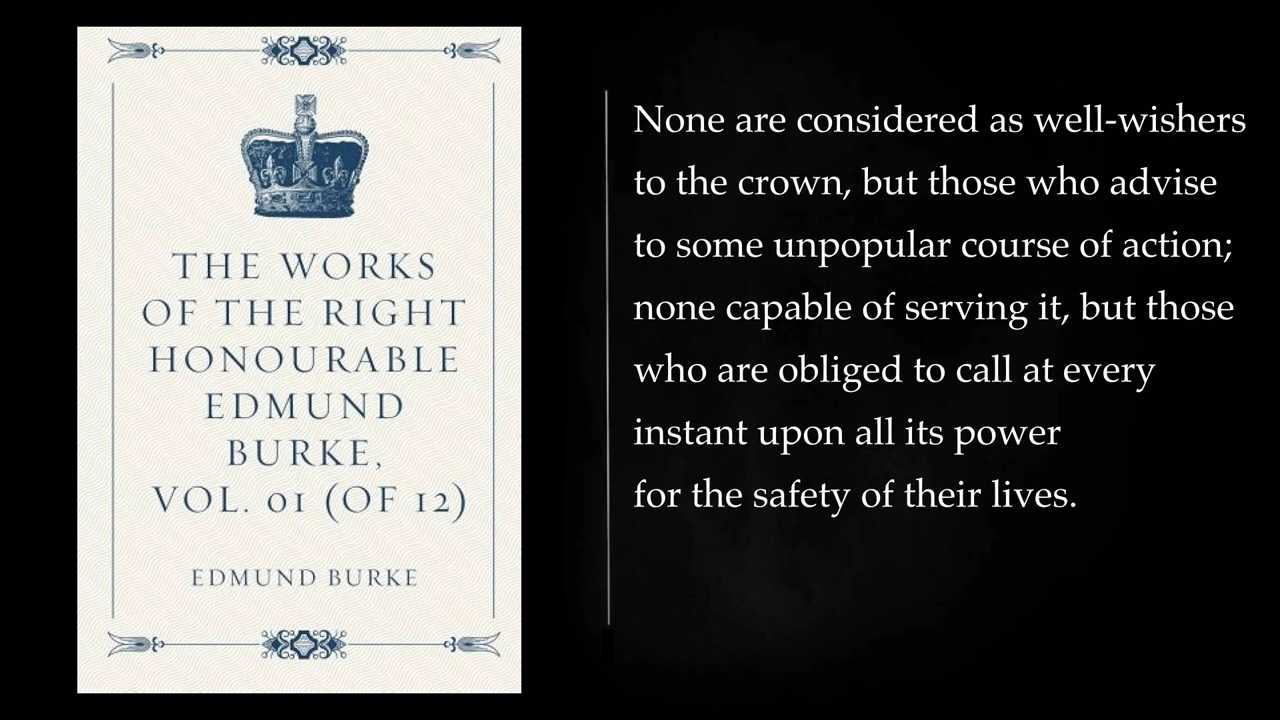 THE WORKS
OF THE RIGHT
HONOURABLE
EDMUND
BURKE,
VOL. 01 (OF 12)
EDMUND BURKE
None are considered as well-wishers
to the crown, but those who advise
to some unpopular course of action;
none capable of serving it, but those
who are obliged to call at every
instant upon all its power
for the safety of their lives.